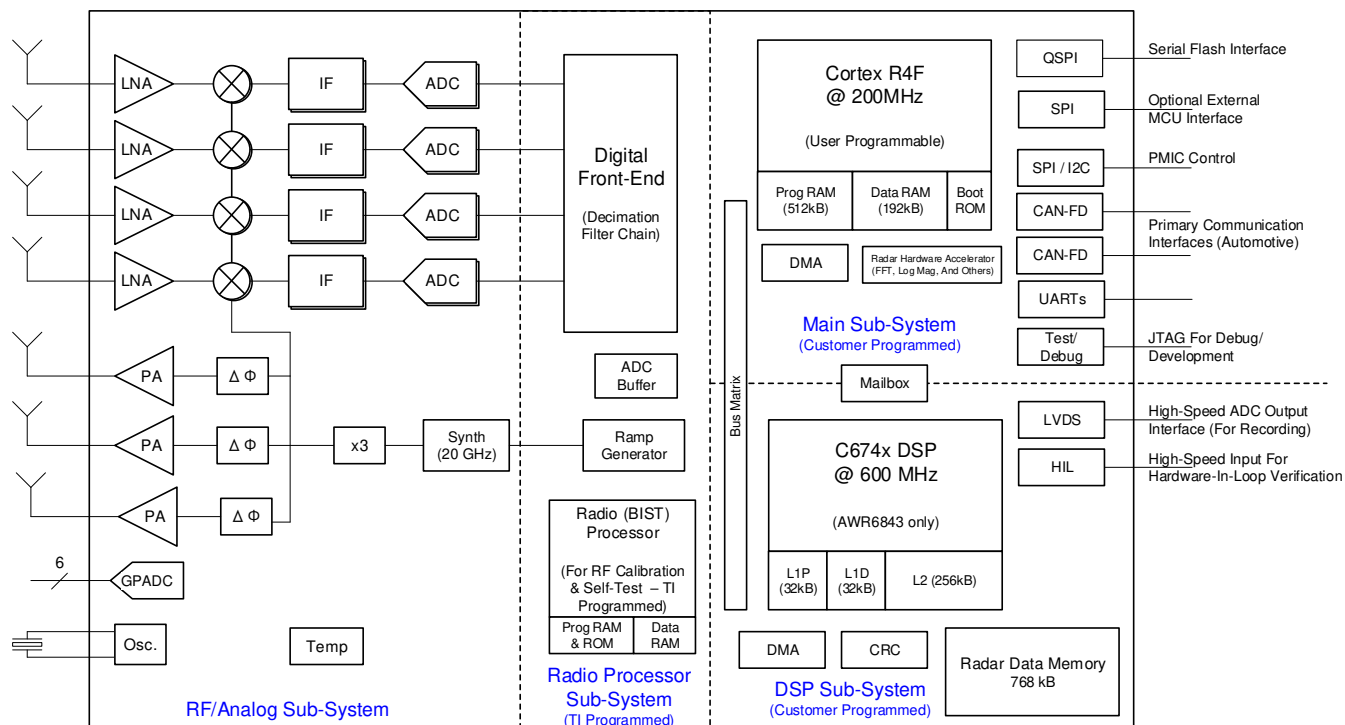 LNA
IF
ADC
LNA
IF
ADC
LNA
IF
ADC
LNA
IF
ADC
PA
Δ Φ
PA
Δ Φ
PA
Δ Φ
x3
Synth
(20 GHz)
6
GPADC
Osc.
Temp
RF/Analog Sub-System
Digital
Front-End
(Decimation
Filter Chain)
ADC
Buffer
Ramp
Generator
Radio (BIST)
Processor
(For RF Calibration
& Self-Test – TI
Programmed)
Prog RAM
& ROM
Data
RAM
Radio Processor
Sub-System
(TI Programmed)
Bus Matrix
Cortex R4F
@ 200MHz
(User Programmable)
Prog RAM
(512kB)
Data RAM
(192kB)
Boot
ROM
DMA
Radar Hardware Accelerator
(FFT, Log Mag, And Others)
Main Sub-System
(Customer Programmed)
Mailbox
C674x DSP
@ 600 MHz
(AWR6843 only)
L1P
(32kB)
L1D
(32kB)
L2 (256kB)
DMA
CRC
DSP Sub-System
(Customer Programmed)
Radar Data Memory
768 kB
QSPI
Serial Flash Interface
SPI
Optional External
MCU Interface
SPI / I2C
PMIC Control
CAN-FD
CAN-FD
Primary Communication
Interfaces (Automotive)
UARTs
Test/
Debug
JTAG For Debug/
Development
LVDS
High-Speed ADC Output
Interface (For Recording)
HIL
High-Speed Input For
Hardware-In-Loop Verification